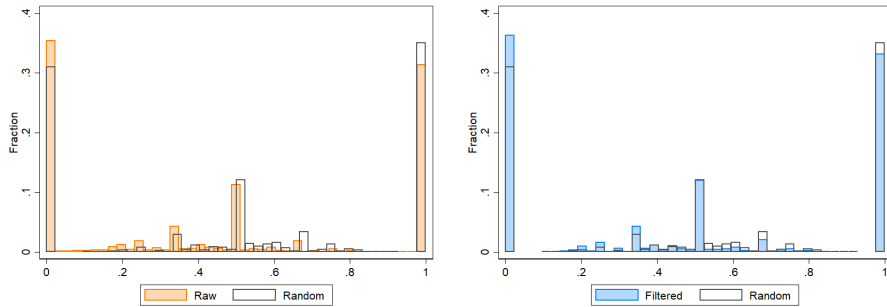 .4
.3
.2
.1
0
Fraction
0 .2 .4 .6 .8 1
Raw Random
.4
.3
.2
.1
0
Fraction
0 .2 .4 .6 .8 1
Filtered Random